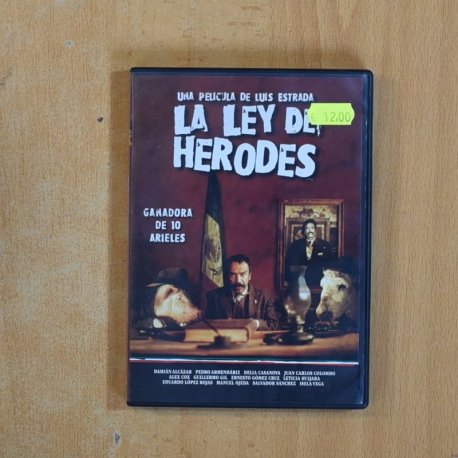 UNA PELICULA DE LUIS ESTRADA
LA LEY DE
€ 12,00
HERODES...
GANADORA
DE 10
ARIELES
DAMIÁN ALCÁZAR PEDRO ARMENDÁRIZ DELIA CASANOVA JUAN CARLOS COLOMBO
ALEX COX GUILLERMO GIL ERNESTO GÓMEZ CRUZ LETICIA HUIJARA
EDUARDO LÓPEZ ROJAS MANUEL OJEDA SALVADOR SÁNCHEZ ISELA VEGA